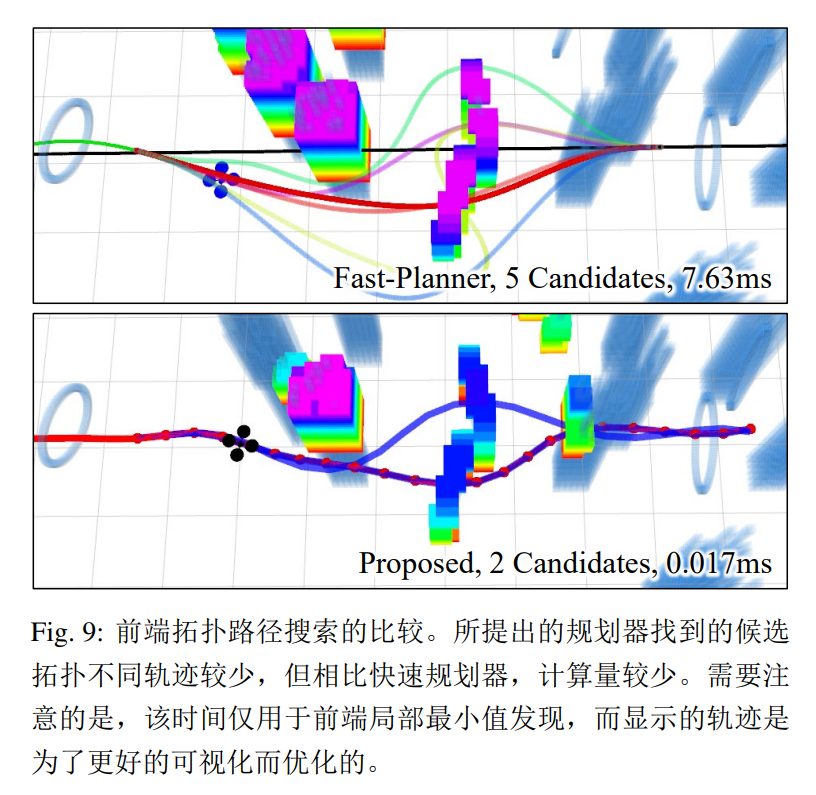 Fast-Planner, 5 Candidates, 7.63ms
Proposed, 2 Candidates, 0.017ms
Fig. 9: 前端拓扑路径搜索的比较。所提出的规划器找到的候选
拓扑不同轨迹较少，但相比快速规划器，计算量较少。需要注
意的是，该时间仅用于前端局部最小值发现，而显示的轨迹是
为了更好的可视化而优化的。